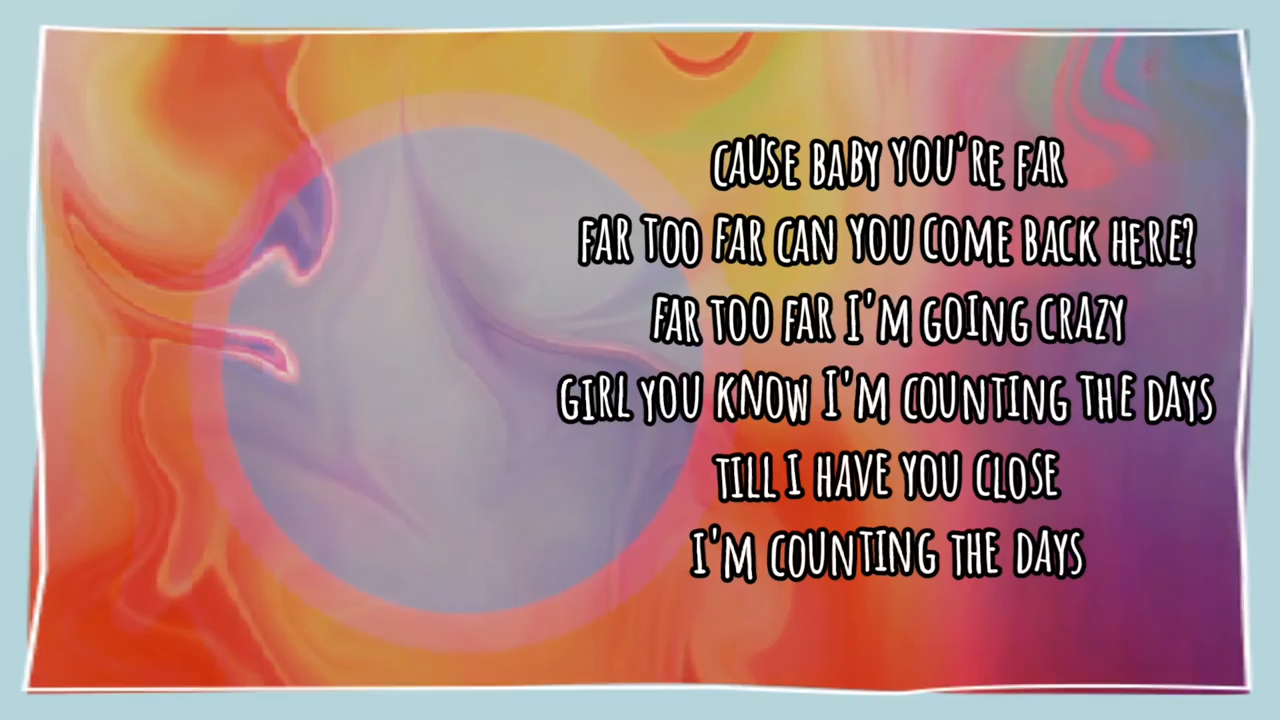 CAUSE BABY YOU'RE FAR
FAR TOO FAR CAN YOU COME BACK HERE?
FAR TOO FAR I'M GOING CRAZY
GIRL YOU KNOW I'M COUNTING THE DAYS
TILL I HAVE YOU CLOSE
I'M COUNTING THE DAYS